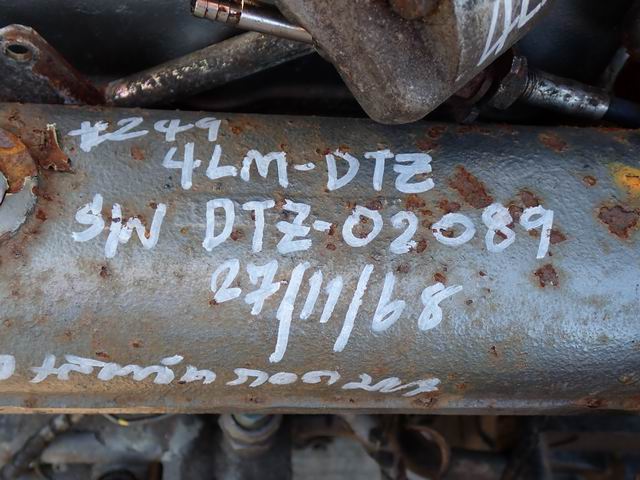 #249
4LM-DTZ
S/N DTZ-02089
27/11/68